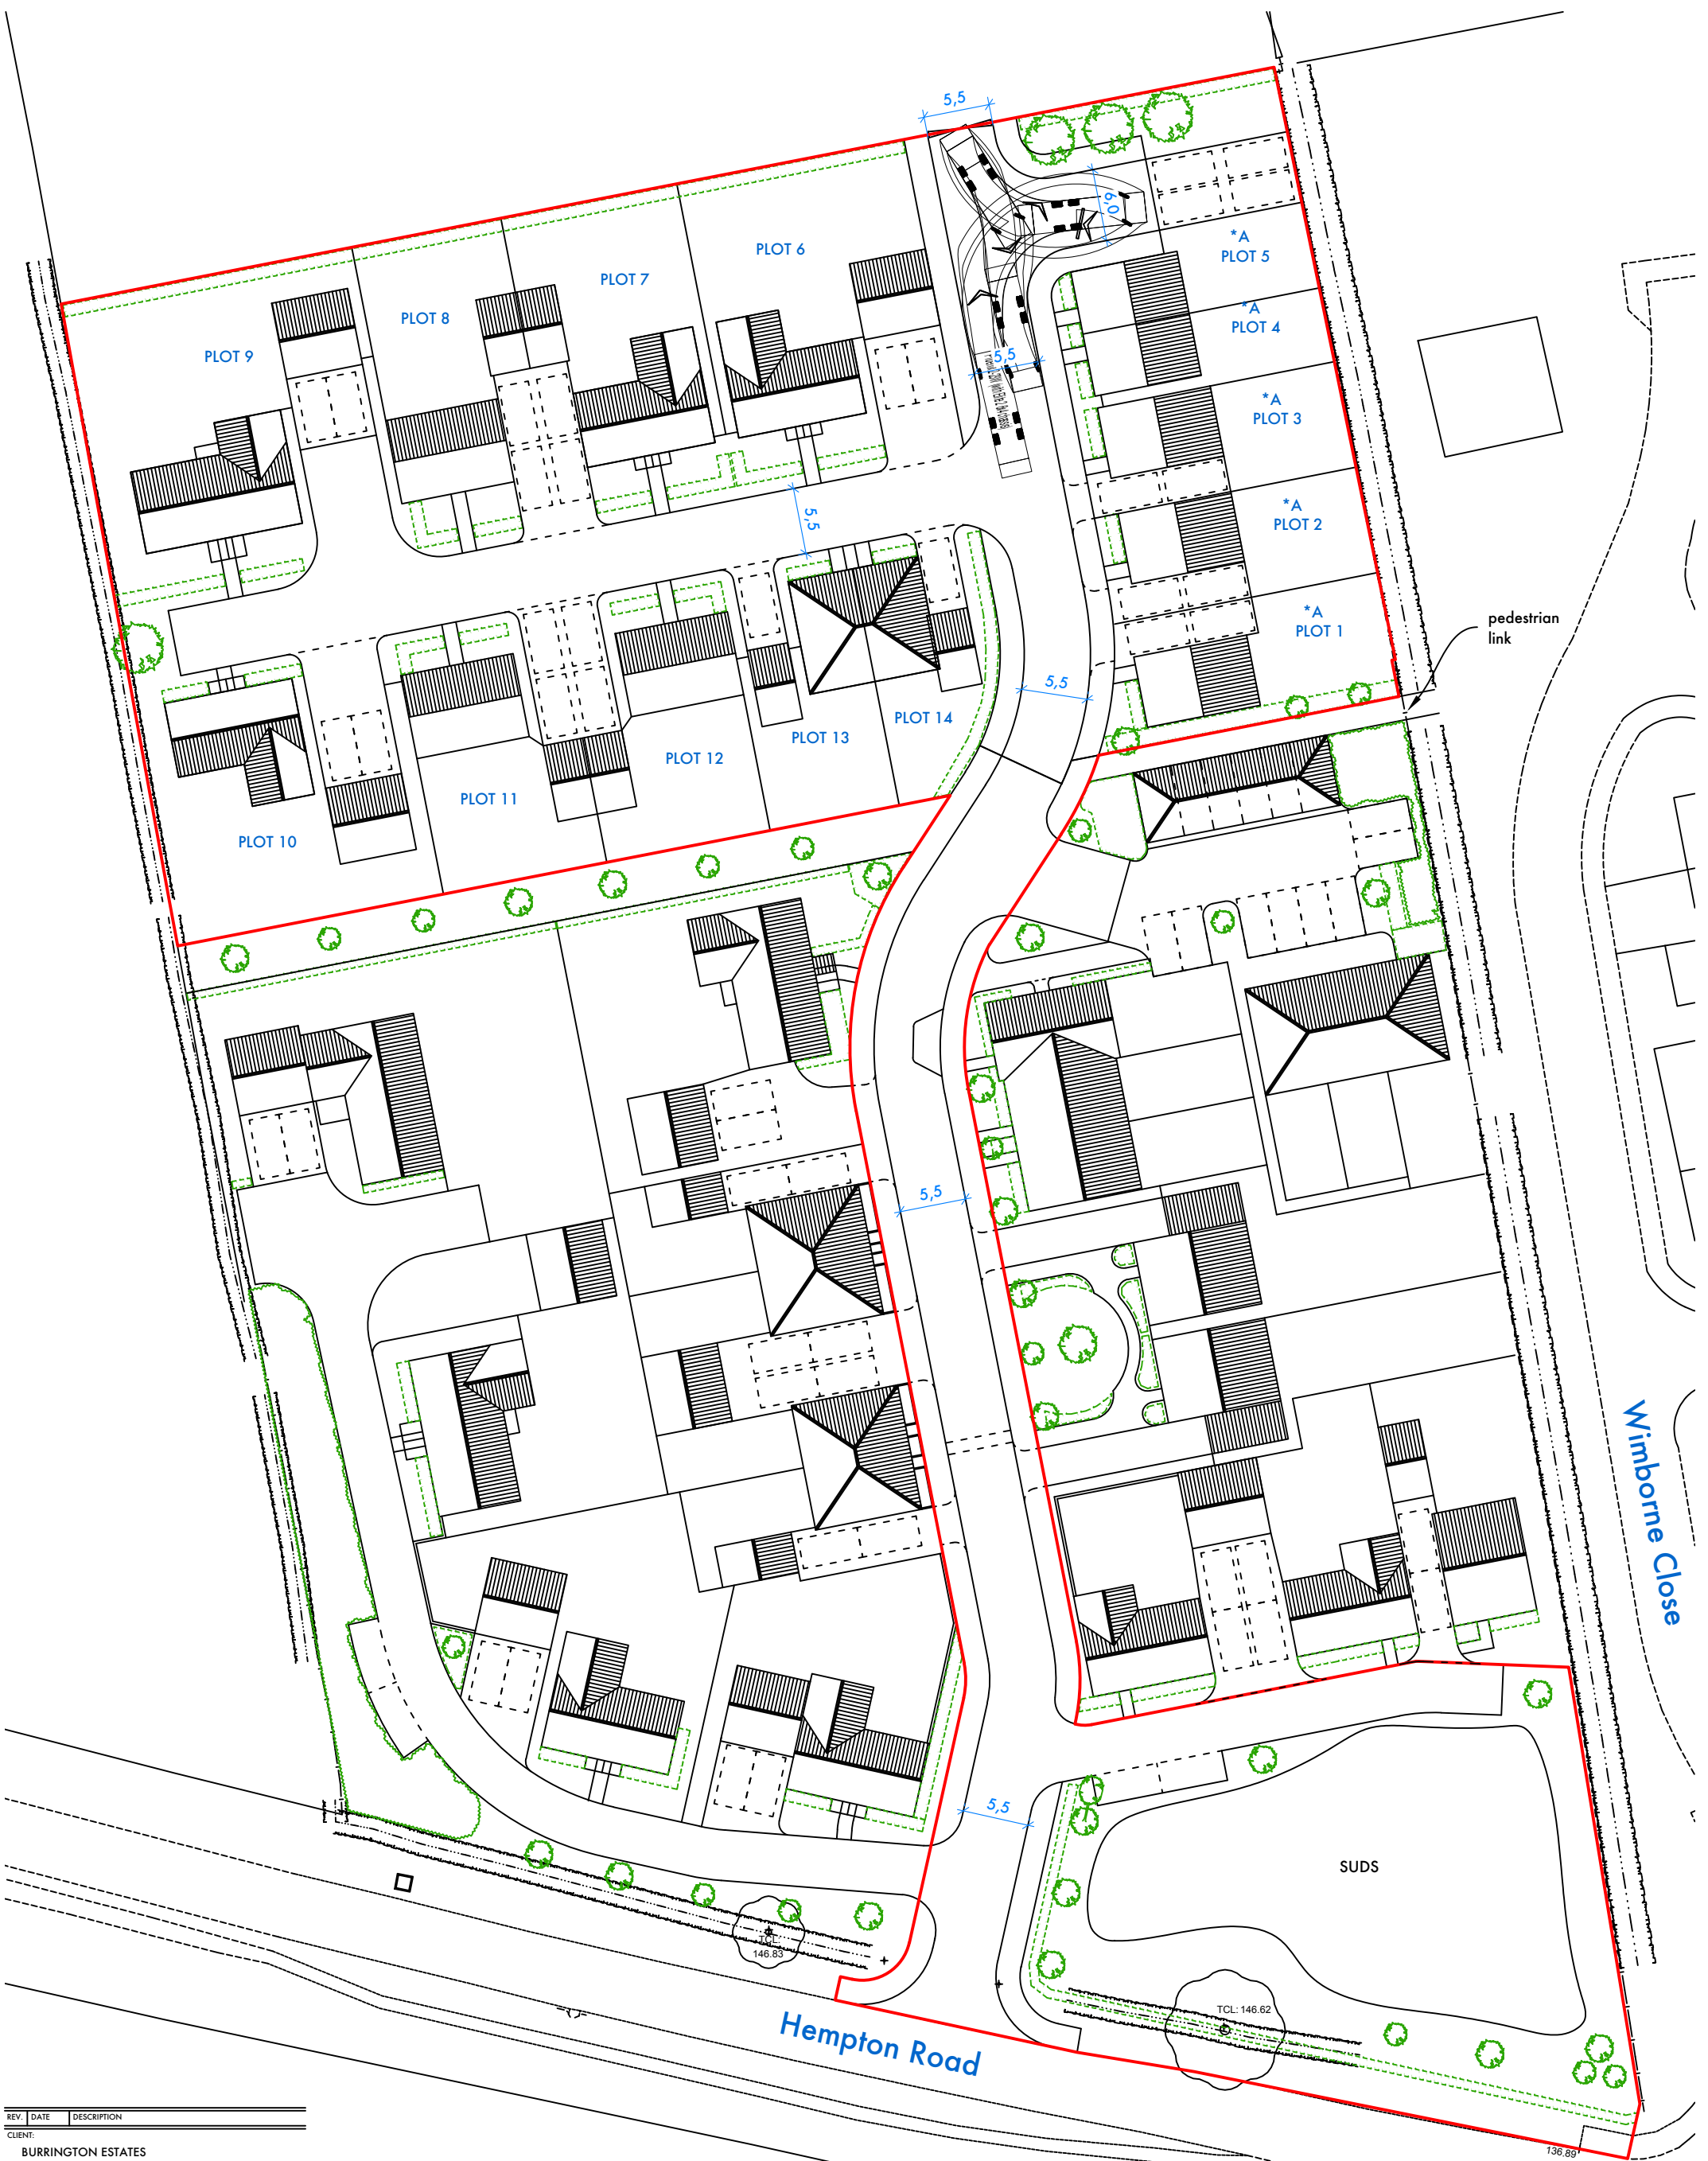 5,5
6,0
PLOT 6
*A
PLOT 5
PLOT 7
PLOT 8
*A
PLOT 4
PLOT 9
5,5
*A
PLOT 3
*A
PLOT 2
5,5
*A
PLOT 1
pedestrian
link
5,5
PLOT 14
PLOT 13
PLOT 12
PLOT 11
PLOT 10
5,5
Wimborne Close
5,5
SUDS
TCL:
146.83
TCL: 146.62
Hempton Road
136.89
REV. DATE DESCRIPTION
CLIENT:
BURRINGTON ESTATES